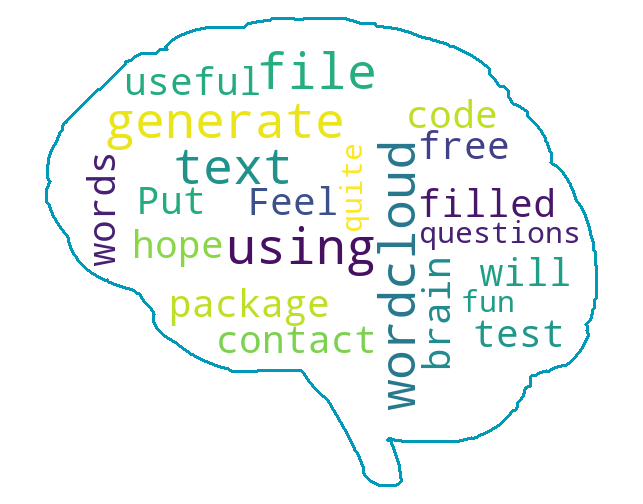 file
useful
generate
code
free
text
quite
words
wordcloud
Put
Feel
filled
questions
hope
using
will
brain
package
fun
contact
test